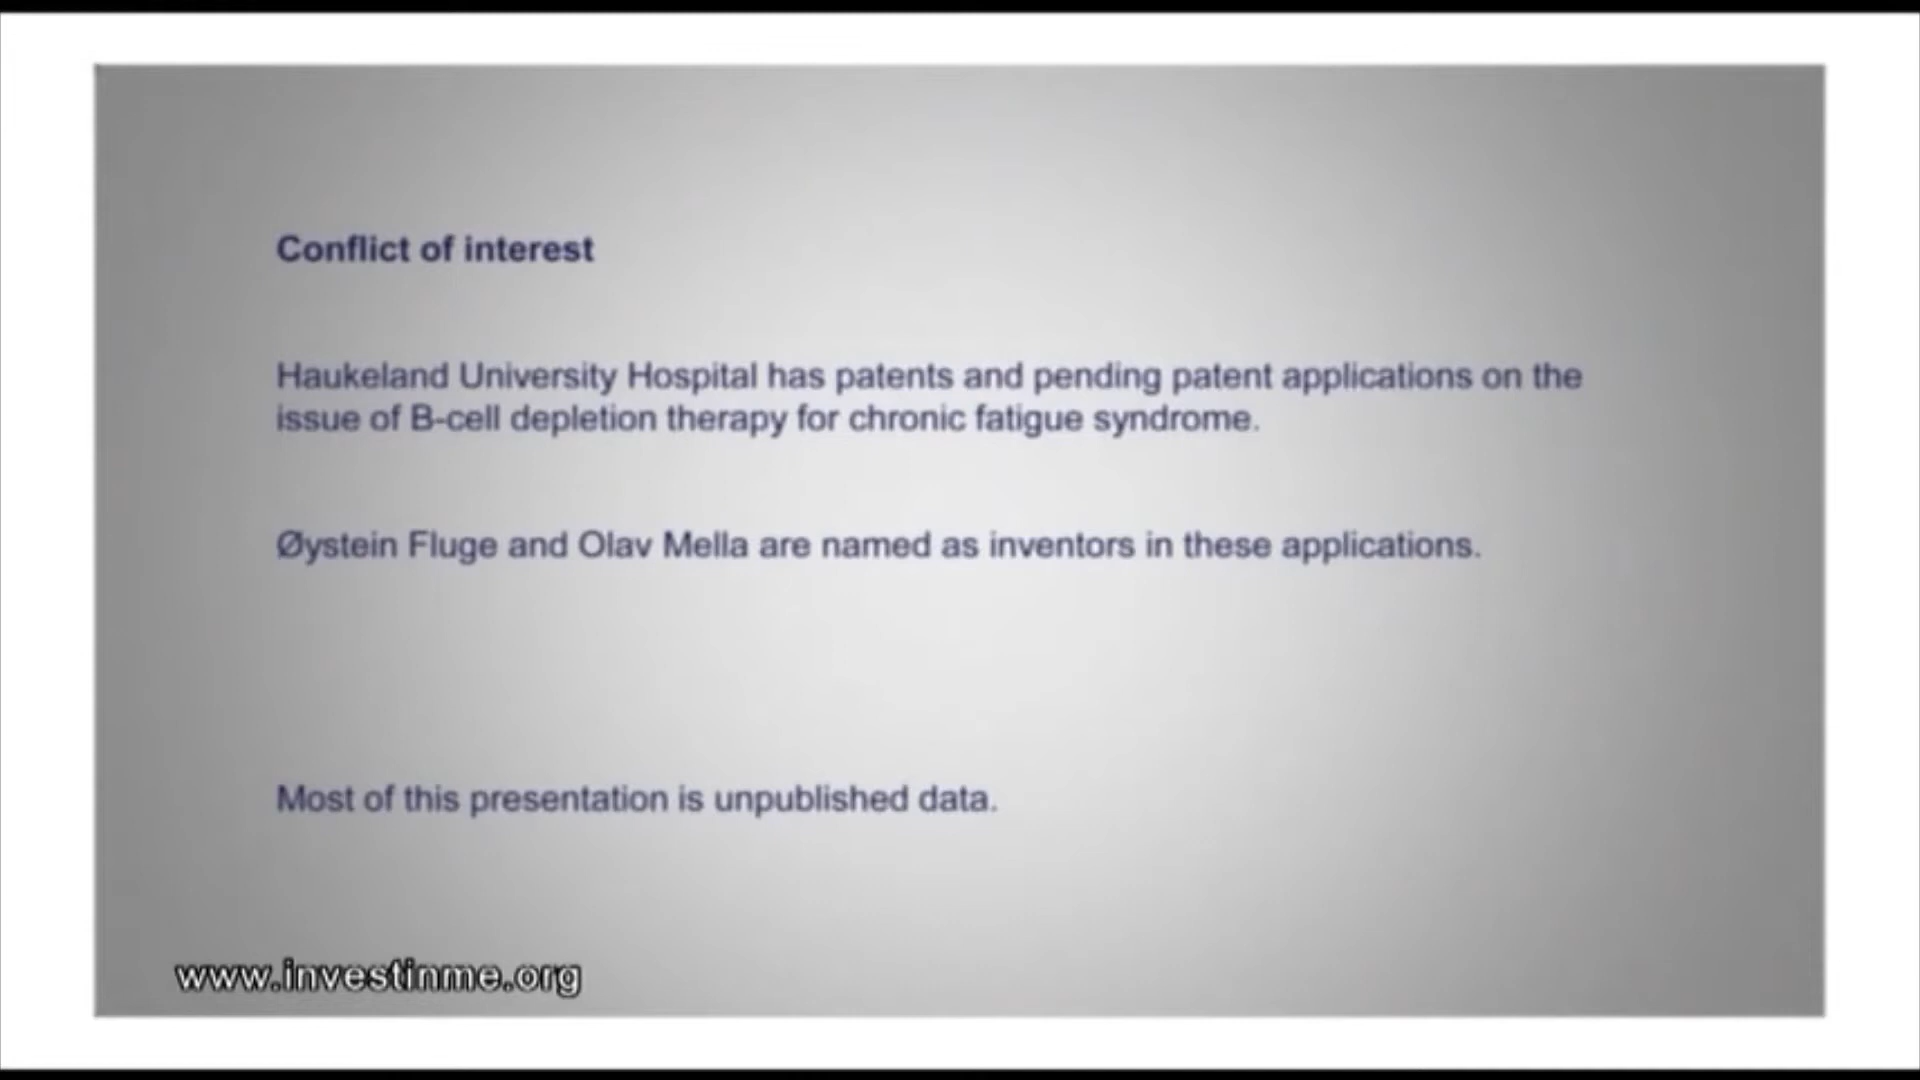 Conflict of interest
Haukeland University Hospital has patents and pending patent applications on the
issue of B-cell depletion therapy for chronic fatigue syndrome.
Øystein Fluge and Olav Mella are named as inventors in these applications.
Most of this presentation is unpublished data.
www.investinme.org